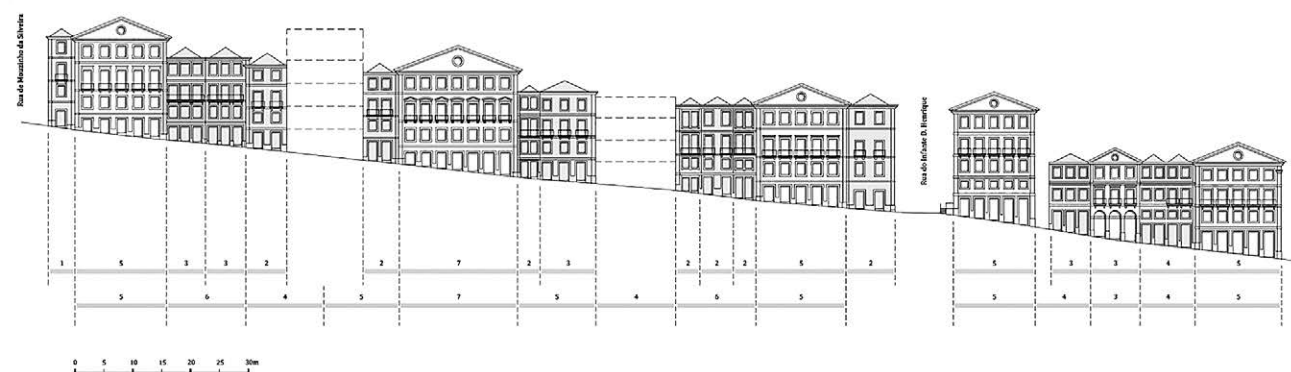 Rua de Mouzinho da Silveira
Rua do Infante D. Henrique
1 5 3 3 2 2 7 2 3 2 2 2 5 2 5 3 3 4 5
5 6 4 5 7 5 4 6 5 5 4 3 4 5
0 5 10 15 20 25 30m